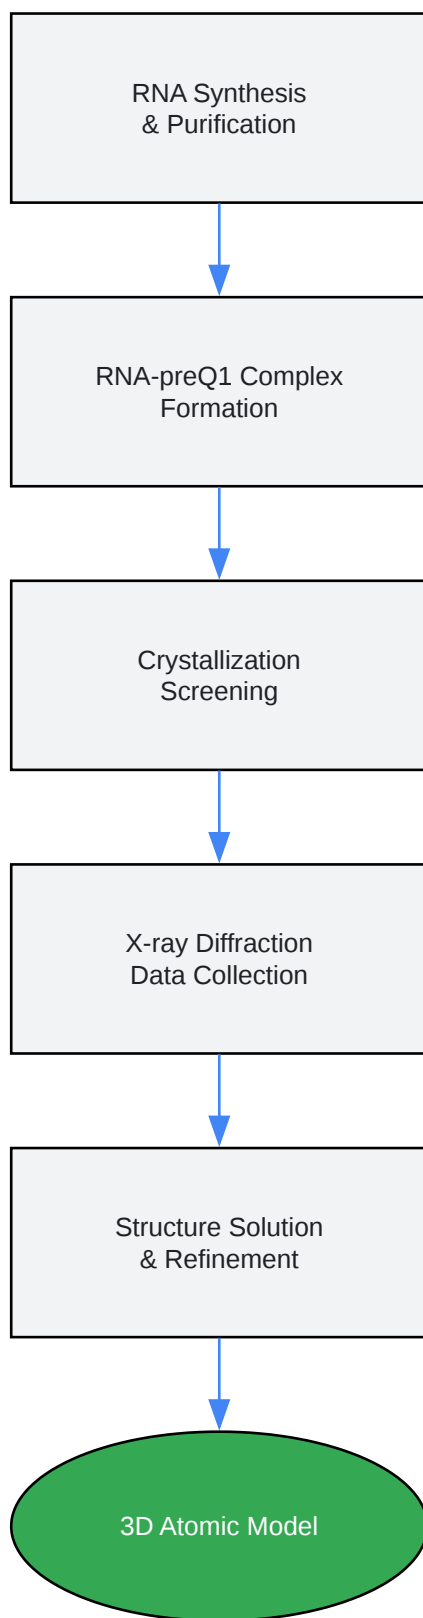 RNA Synthesis
& Purification
RNA-preQ1 Complex
Formation
Crystallization
Screening
X-ray Diffraction
Data Collection
Structure Solution
& Refinement
3D Atomic Model